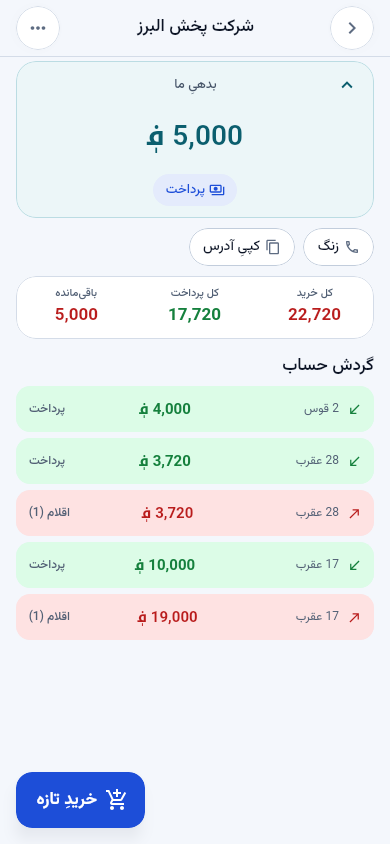 شرکت پخش البرز
بدهیِ ما
5,000 ؋
پرداخت
زنگ
کپیِ آدرس
کل خرید
کل پرداخت
باقی‌مانده
22,720
17,720
5,000
گردش حساب
2 قوس
4,000 ؋
پرداخت
28 عقرب
3,720 ؋
پرداخت
28 عقرب
3,720 ؋
اقلام (1)
17 عقرب
10,000 ؋
پرداخت
17 عقرب
19,000 ؋
اقلام (1)
خریدِ تازه